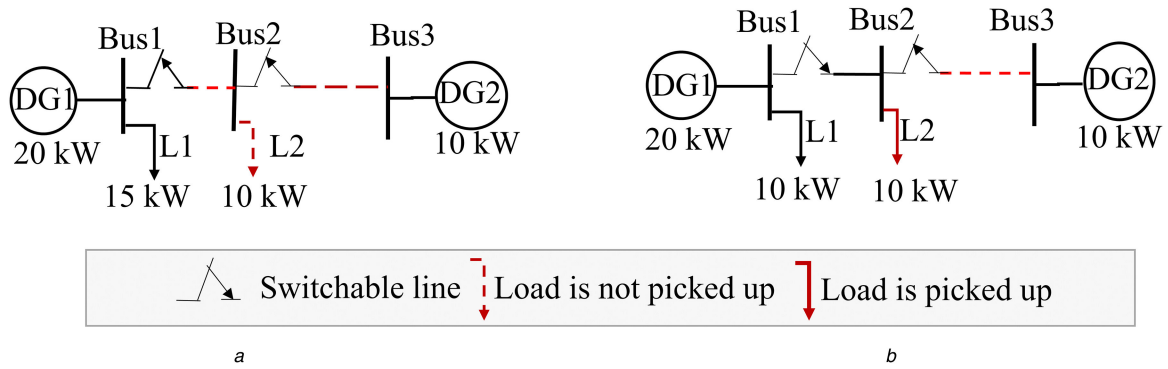 Bus1 Bus2 Bus3
DG1 DG2
20 kW L1 L2 10 kW
15 kW 10 kW
a
Bus1 Bus2 Bus3
DG1 DG2
20 kW L1 L2 10 kW
10 kW 10 kW
b
Switchable line Load is not picked up Load is picked up